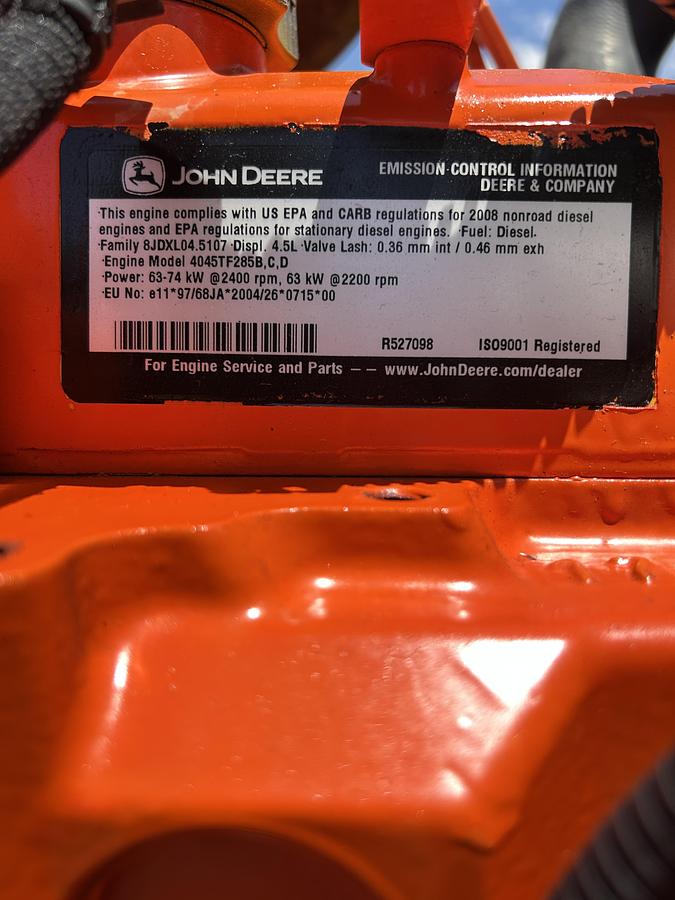 JOHN DEERE
EMISSION CONTROL INFORMATION
DEERE & COMPANY
·This engine complies with US EPA and CARB regulations for 2008 nonroad diesel
engines and EPA regulations for stationary diesel engines. ·Fuel: Diesel·
·Family 8JDXL04.5107 ·Displ. 4.5L ·Valve Lash: 0.36 mm int / 0.46 mm exh
·Engine Model 4045TF285B,C,D
·Power: 63-74 kW @2400 rpm, 63 kW @2200 rpm
·EU No: e11*97/68JA*2004/26*0715*00
R527098 ISO9001 Registered
For Engine Service and Parts – – www.JohnDeere.com/dealer